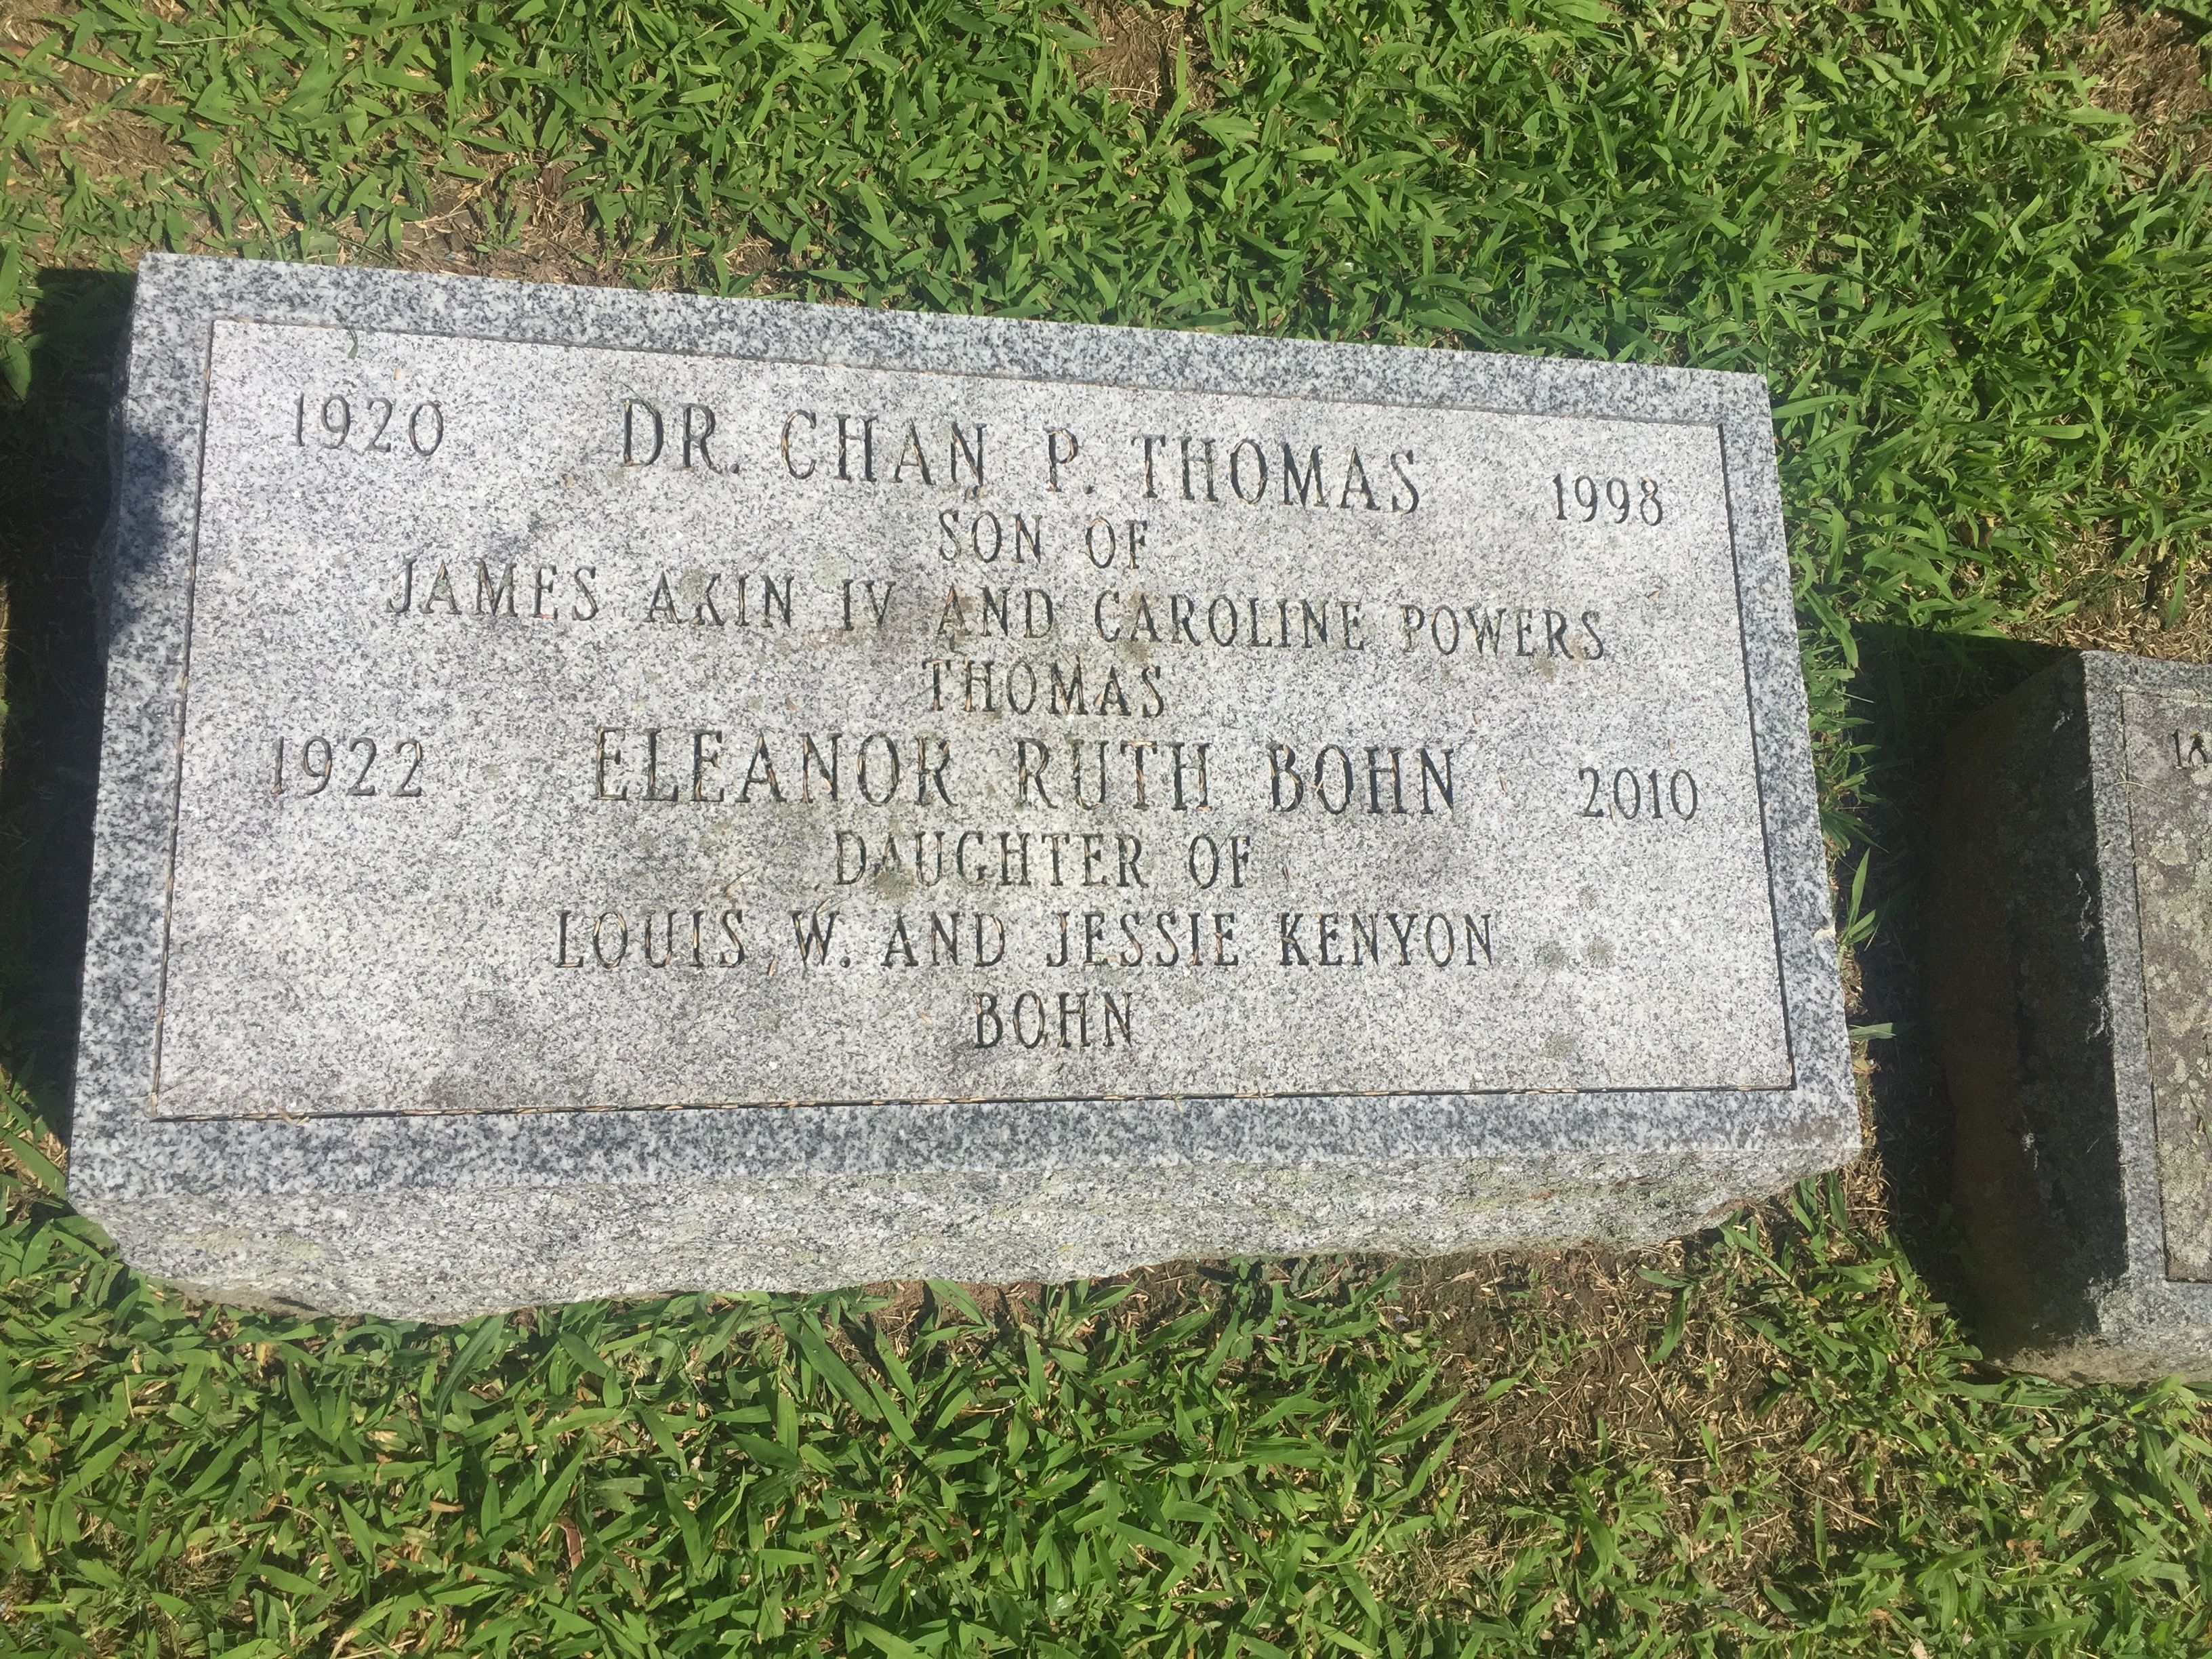 1920 DR. CHAN P. THOMAS 1998
SON OF
JAMES AKIN IV AND CAROLINE POWERS
THOMAS
1922 ELEANOR RUTH BOHN 2010
DAUGHTER OF
LOUIS W. AND JESSIE KENYON
BOHN